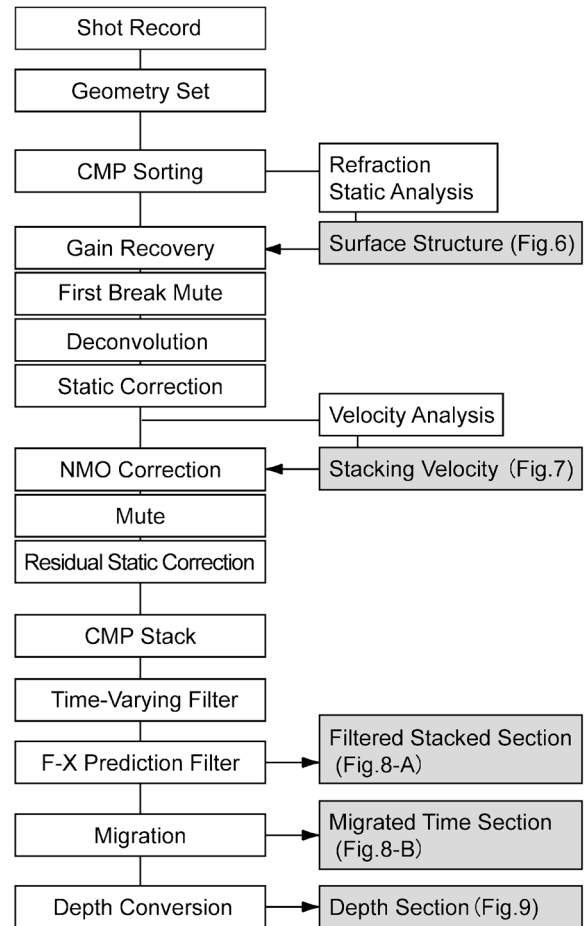 Shot Record
Geometry Set
CMP Sorting
Refraction
Static Analysis
Gain Recovery
Surface Structure (Fig.6)
First Break Mute
Deconvolution
Static Correction
Velocity Analysis
NMO Correction
Stacking Velocity (Fig.7)
Mute
Residual Static Correction
CMP Stack
Time-Varying Filter
F-X Prediction Filter
Filtered Stacked Section
(Fig.8-A)
Migration
Migrated Time Section
(Fig.8-B)
Depth Conversion
Depth Section (Fig.9)